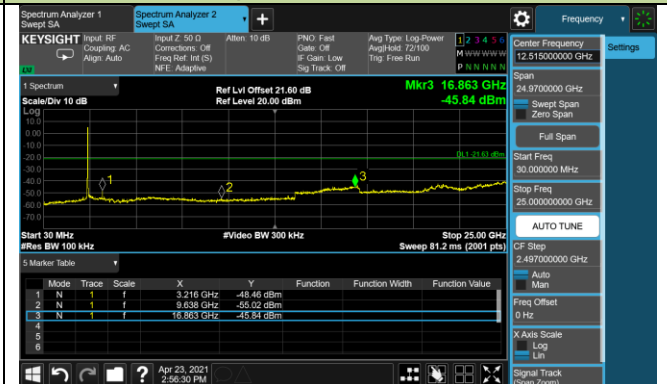 Spectrum Analyzer 1
Swept SA
Spectrum Analyzer 2
Swept SA
+
Frequency
KEYSIGHT
Input: RF
Coupling: AC
Align: Auto
Input Z: 50 Ω
Corrections: Off
Freq Ref: Int (S)
NFE: Adaptive
Atten: 10 dB
PNO: Fast
Gate: Off
IF Gain: Low
Sig Track: Off
Avg Type: Log-Power
Avg|Hold: 72/100
Trig: Free Run
1 2 3 4 5 6
M W W W W W
P N N N N N
Center Frequency
12.515000000 GHz
Settings
Span
24.9700000 GHz
Swept Span
Zero Span
Full Span
Start Freq
30.000000 MHz
Stop Freq
25.000000000 GHz
AUTO TUNE
CF Step
2.497000000 GHz
Auto
Man
Freq Offset
0 Hz
X Axis Scale
Log
Lin
Signal Track
(Span Zoom)
1 Spectrum
Scale/Div 10 dB
Ref Lvl Offset 21.60 dB
Ref Level 20.00 dBm
Mkr3 16.863 GHz
-45.84 dBm
Log
10.0
0.00
-10.0
-20.0
-30.0
-40.0
-50.0
-60.0
-70.0
DL1 -21.63 dBm
1
2
3
Start 30 MHz
#Res BW 100 kHz
#Video BW 300 kHz
Stop 25.00 GHz
Sweep 81.2 ms (2001 pts)
5 Marker Table
Mode Trace Scale X Y Function Function Width Function Value
1 N 1 f 3.216 GHz -48.46 dBm
2 N 1 f 9.638 GHz -55.02 dBm
3 N 1 f 16.863 GHz -45.84 dBm
4
5
6
?
Apr 23, 2021
2:56:30 PM